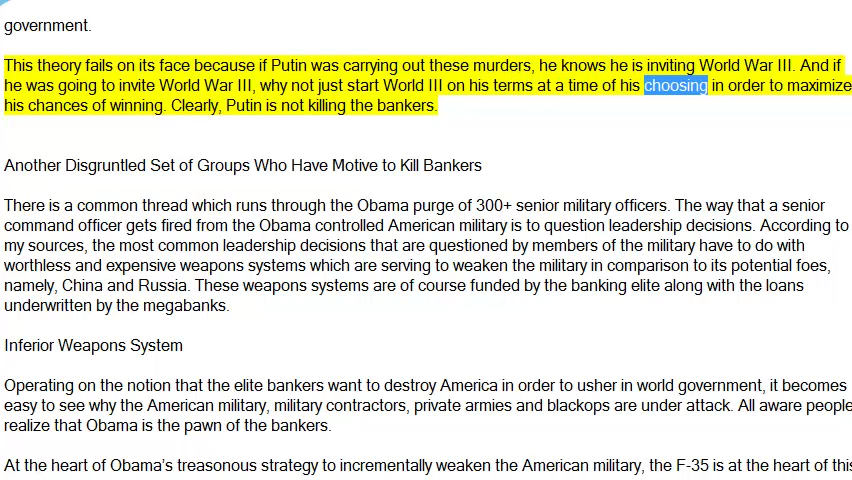 government.
This theory fails on its face because if Putin was carrying out these murders, he knows he is inviting World War III. And if
he was going to invite World War III, why not just start World III on his terms at a time of his choosing in order to maximize
his chances of winning. Clearly, Putin is not killing the bankers.
Another Disgruntled Set of Groups Who Have Motive to Kill Bankers
There is a common thread which runs through the Obama purge of 300+ senior military officers. The way that a senior
command officer gets fired from the Obama controlled American military is to question leadership decisions. According to
my sources, the most common leadership decisions that are questioned by members of the military have to do with
worthless and expensive weapons systems which are serving to weaken the military in comparison to its potential foes,
namely, China and Russia. These weapons systems are of course funded by the banking elite along with the loans
underwritten by the megabanks.
Inferior Weapons System
Operating on the notion that the elite bankers want to destroy America in order to usher in world government, it becomes
easy to see why the American military, military contractors, private armies and blackops are under attack. All aware people
realize that Obama is the pawn of the bankers.
At the heart of Obama’s treasonous strategy to incrementally weaken the American military, the F-35 is at the heart of this